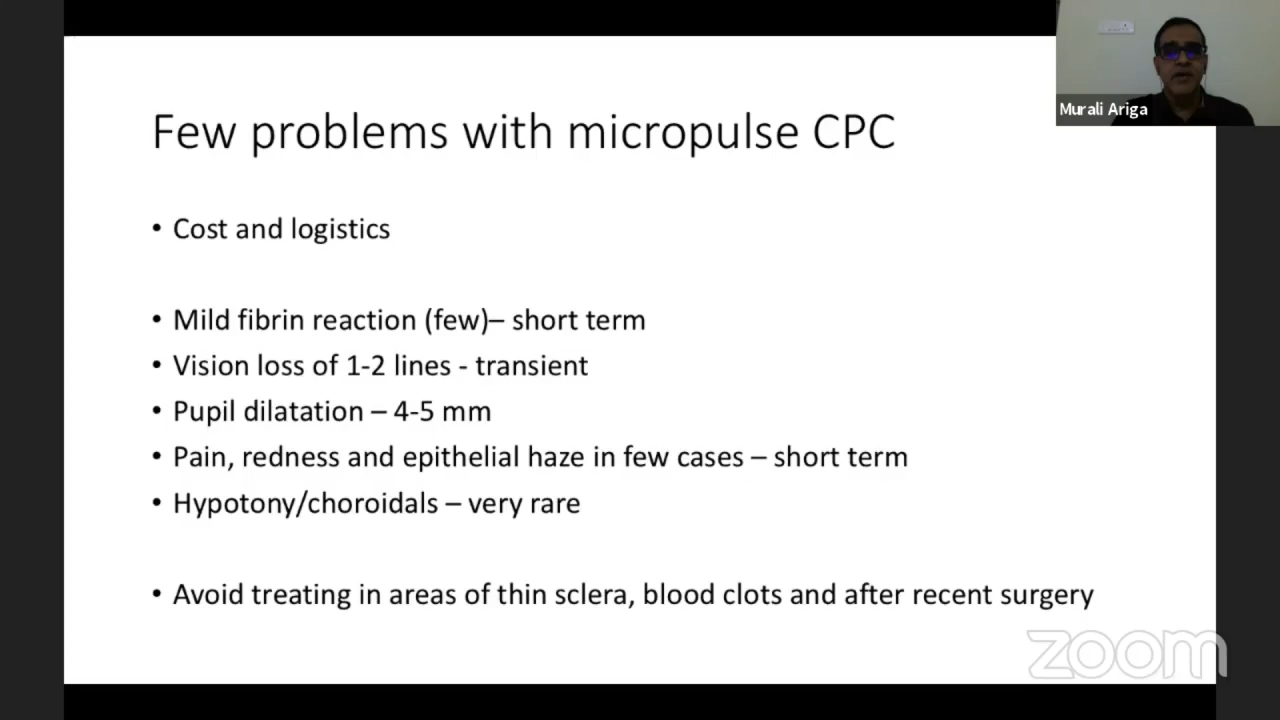 Murali Ariga
Few problems with micropulse CPC
• Cost and logistics
• Mild fibrin reaction (few)– short term
• Vision loss of 1-2 lines - transient
• Pupil dilatation – 4-5 mm
• Pain, redness and epithelial haze in few cases – short term
• Hypotony/choroidals – very rare
• Avoid treating in areas of thin sclera, blood clots and after recent surgery
zoom